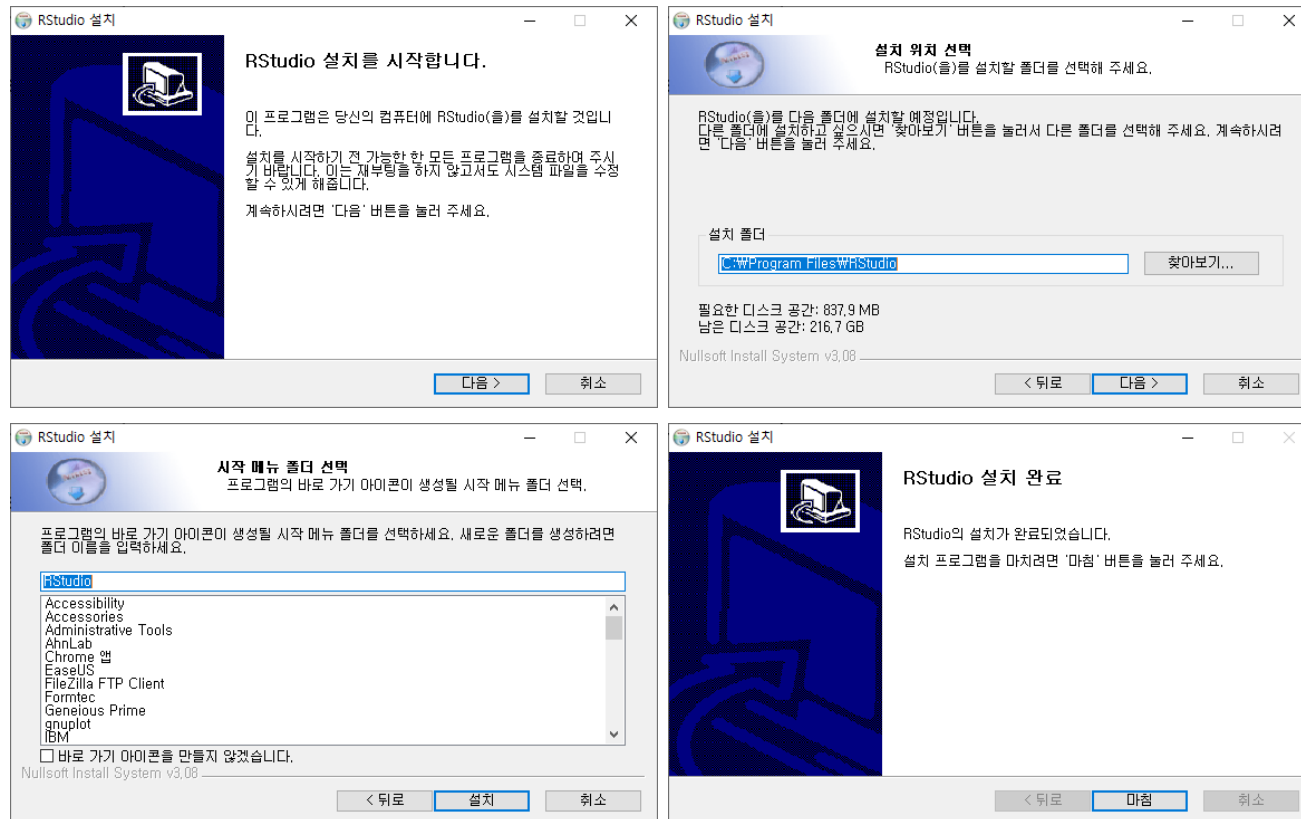 RStudio 설치
RStudio 설치를 시작합니다.
이 프로그램은 당신의 컴퓨터에 RStudio(을)를 설치할 것입니
다.
설치를 시작하기 전 가능한 한 모든 프로그램을 종료하여 주시
기 바랍니다. 이는 재부팅을 하지 않고서도 시스템 파일을 수정
할 수 있게 해줍니다.
계속하시려면 '다음' 버튼을 눌러 주세요.
다음 >
취소
RStudio 설치
설치 위치 선택
RStudio(을)를 설치할 폴더를 선택해 주세요.
RStudio(을)를 다음 폴더에 설치할 예정입니다.
다른 폴더에 설치하고 싶으시면 '찾아보기' 버튼을 눌러서 다른 폴더를 선택해 주세요. 계속하시려
면 '다음' 버튼을 눌러 주세요.
설치 폴더
C:₩Program Files₩RStudio
찾아보기...
필요한 디스크 공간: 837.9 MB
남은 디스크 공간: 216.7 GB
Nullsoft Install System v3.08
< 뒤로
다음 >
취소
RStudio 설치
시작 메뉴 폴더 선택
프로그램의 바로 가기 아이콘이 생성될 시작 메뉴 폴더 선택.
프로그램의 바로 가기 아이콘이 생성될 시작 메뉴 폴더를 선택하세요. 새로운 폴더를 생성하려면
폴더 이름을 입력하세요.
RStudio
Accessibility
Accessories
Administrative Tools
AhnLab
Chrome 앱
EaseUS
FileZilla FTP Client
Formtec
Geneious Prime
gnuplot
IBM
바로 가기 아이콘을 만들지 않겠습니다.
Nullsoft Install System v3.08
< 뒤로
설치
취소
RStudio 설치
RStudio 설치 완료
RStudio의 설치가 완료되었습니다.
설치 프로그램을 마치려면 '마침' 버튼을 눌러 주세요.
< 뒤로
마침
취소